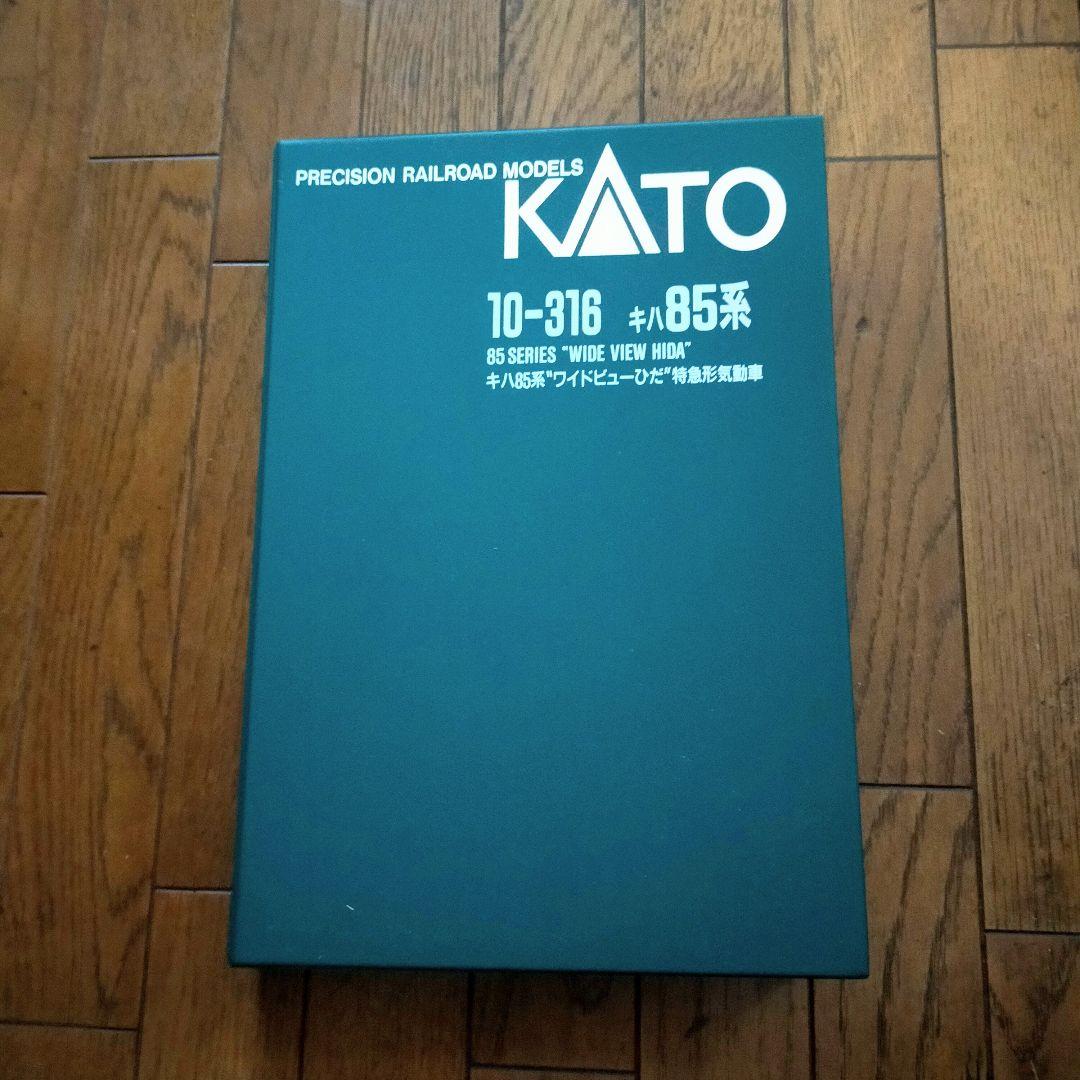 PRECISION RAILROAD MODELS
KATO
10-316 キハ85系
85 SERIES "WIDE VIEW HIDA"
キハ85系"ワイドビューひだ"特急形気動車